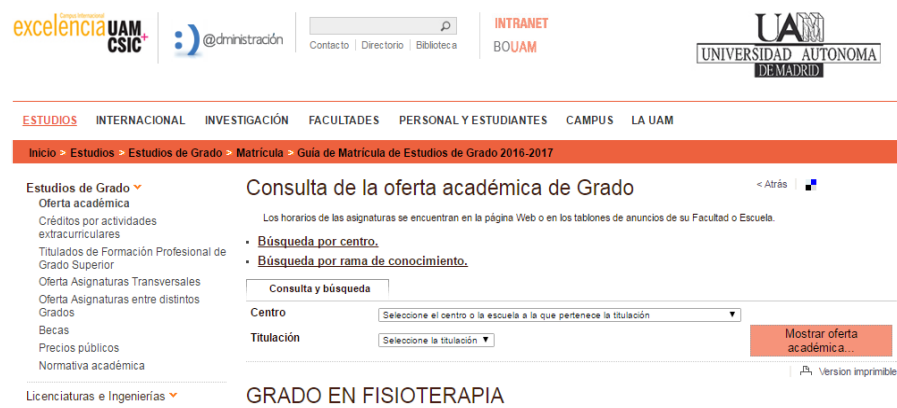 Campus Internacional
excelencia UAM
CSIC+
:) @dministración
Contacto | Directorio | Biblioteca
INTRANET
BOUAM
UAM
UNIVERSIDAD AUTONOMA
DE MADRID
ESTUDIOS INTERNACIONAL INVESTIGACIÓN FACULTADES PERSONAL Y ESTUDIANTES CAMPUS LA UAM
Inicio > Estudios > Estudios de Grado > Matrícula > Guía de Matrícula de Estudios de Grado 2016-2017
Estudios de Grado
Oferta académica
Créditos por actividades
extracurriculares
Titulados de Formación Profesional de
Grado Superior
Oferta Asignaturas Transversales
Oferta Asignaturas entre distintos
Grados
Becas
Precios públicos
Normativa académica
Licenciaturas e Ingenierías
Consulta de la oferta académica de Grado
< Atrás
Los horarios de las asignaturas se encuentran en la página Web o en los tablones de anuncios de su Facultad o Escuela.
Búsqueda por centro.
Búsqueda por rama de conocimiento.
Consulta y búsqueda
Centro Seleccione el centro o la escuela a la que pertenece la titulación
Titulación Seleccione la titulación
Mostrar oferta
académica...
Version imprimible
GRADO EN FISIOTERAPIA